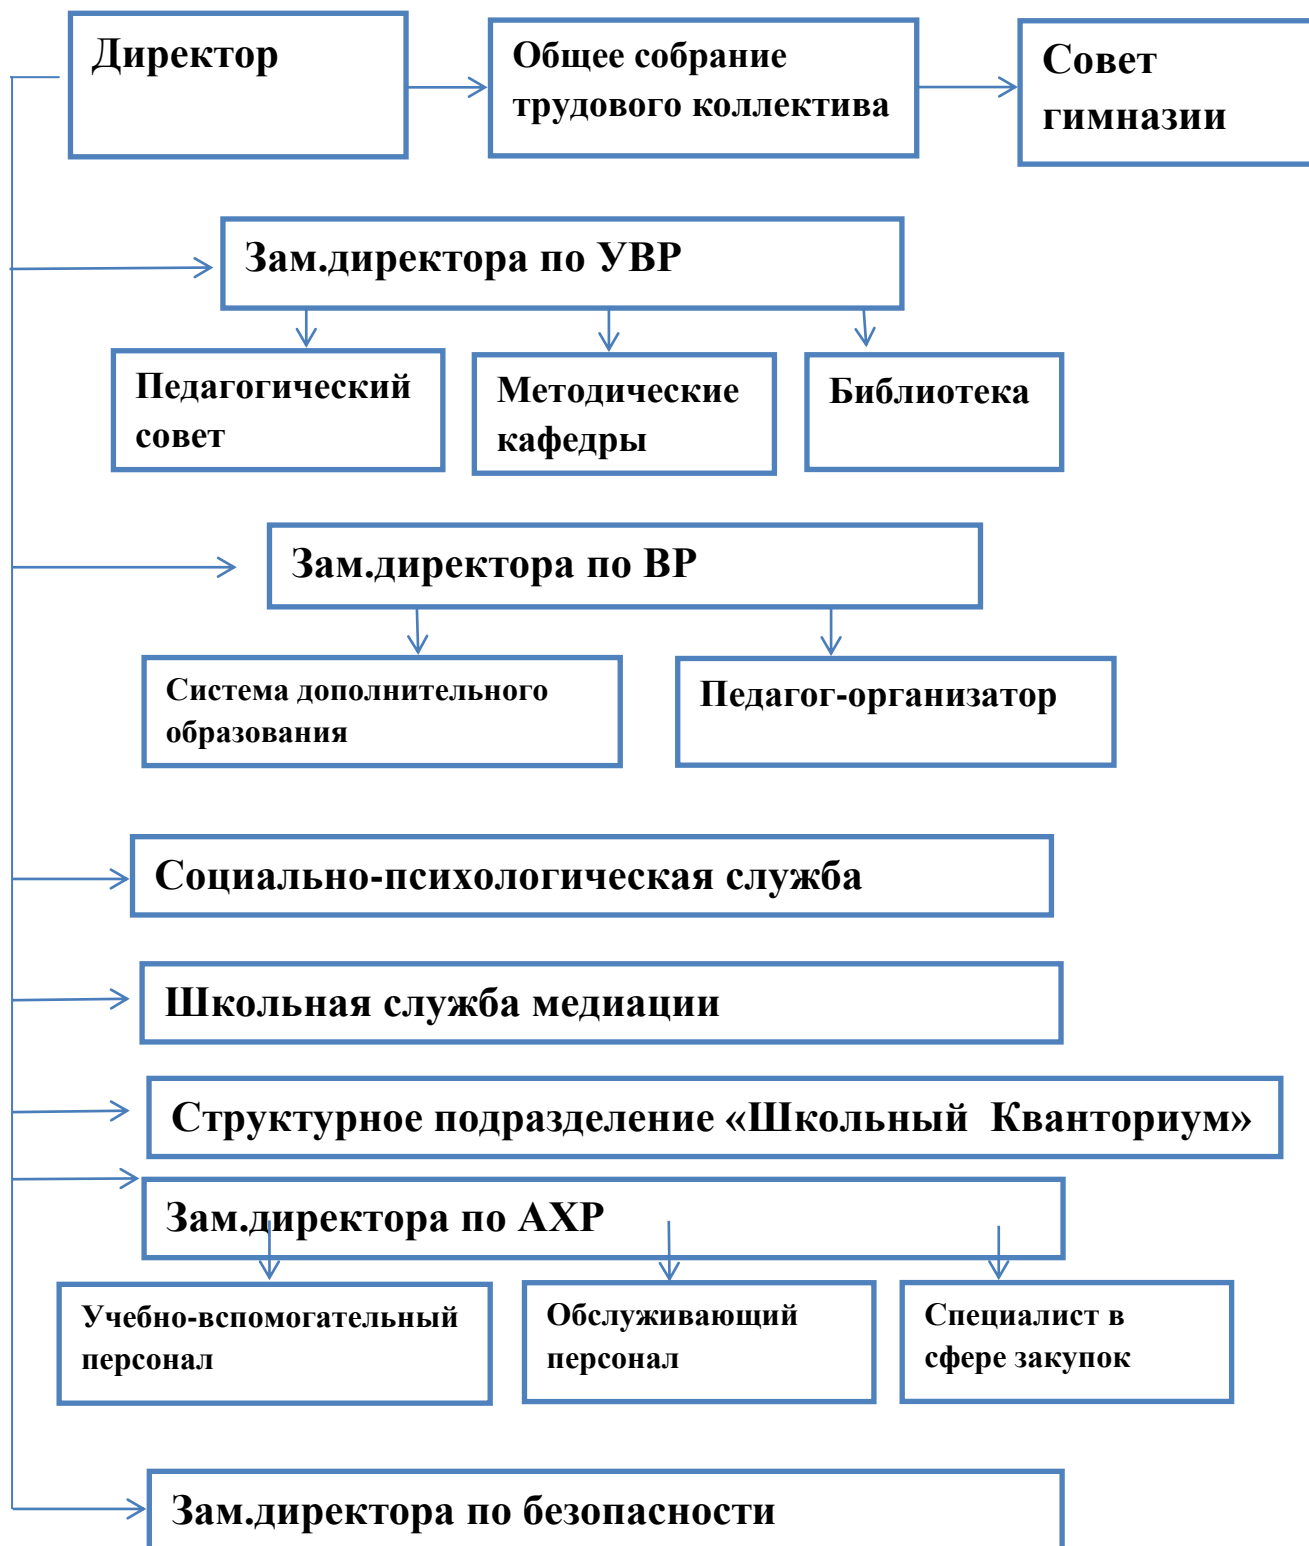 Директор
Общее собрание
трудового коллектива
Совет
гимназии
Зам.директора по УВР
Педагогический
совет
Методические
кафедры
Библиотека
Зам.директора по ВР
Система дополнительного
образования
Педагог-организатор
Социально-психологическая служба
Школьная служба медиации
Структурное подразделение «Школьный  Кванториум»
Зам.директора по АХР
Учебно-вспомогательный
персонал
Обслуживающий
персонал
Специалист в
сфере закупок
Зам.директора по безопасности